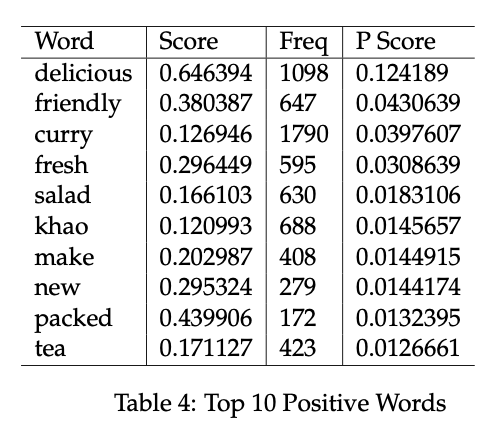 Word Score Freq P Score
delicious 0.646394 1098 0.124189
friendly 0.380387 647 0.0430639
curry 0.126946 1790 0.0397607
fresh 0.296449 595 0.0308639
salad 0.166103 630 0.0183106
khao 0.120993 688 0.0145657
make 0.202987 408 0.0144915
new 0.295324 279 0.0144174
packed 0.439906 172 0.0132395
tea 0.171127 423 0.0126661
Table 4: Top 10 Positive Words